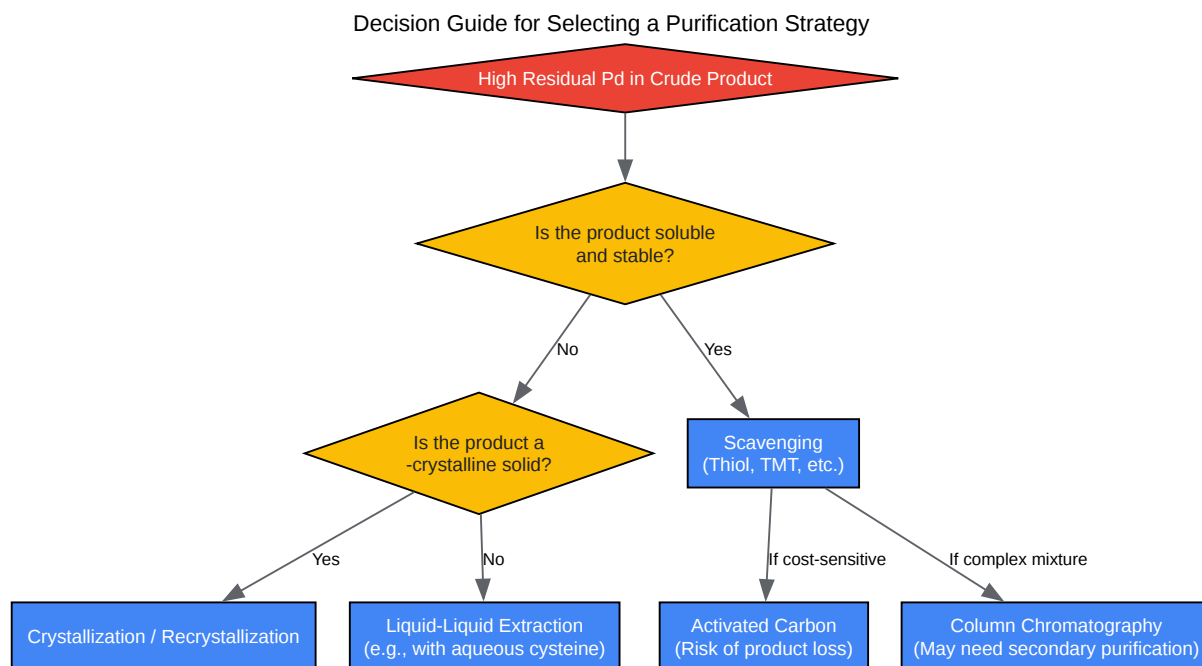 Decision Guide for Selecting a Purification Strategy
High Residual Pd in Crude Product
Is the product soluble
and stable?
No
Yes
Is the product a
-crystalline solid?
Scavenging
(Thiol, TMT, etc.)
Yes
No
If cost-sensitive
If complex mixture
Crystallization / Recrystallization
Liquid-Liquid Extraction
(e.g., with aqueous cysteine)
Activated Carbon
(Risk of product loss)
Column Chromatography
(May need secondary purification)